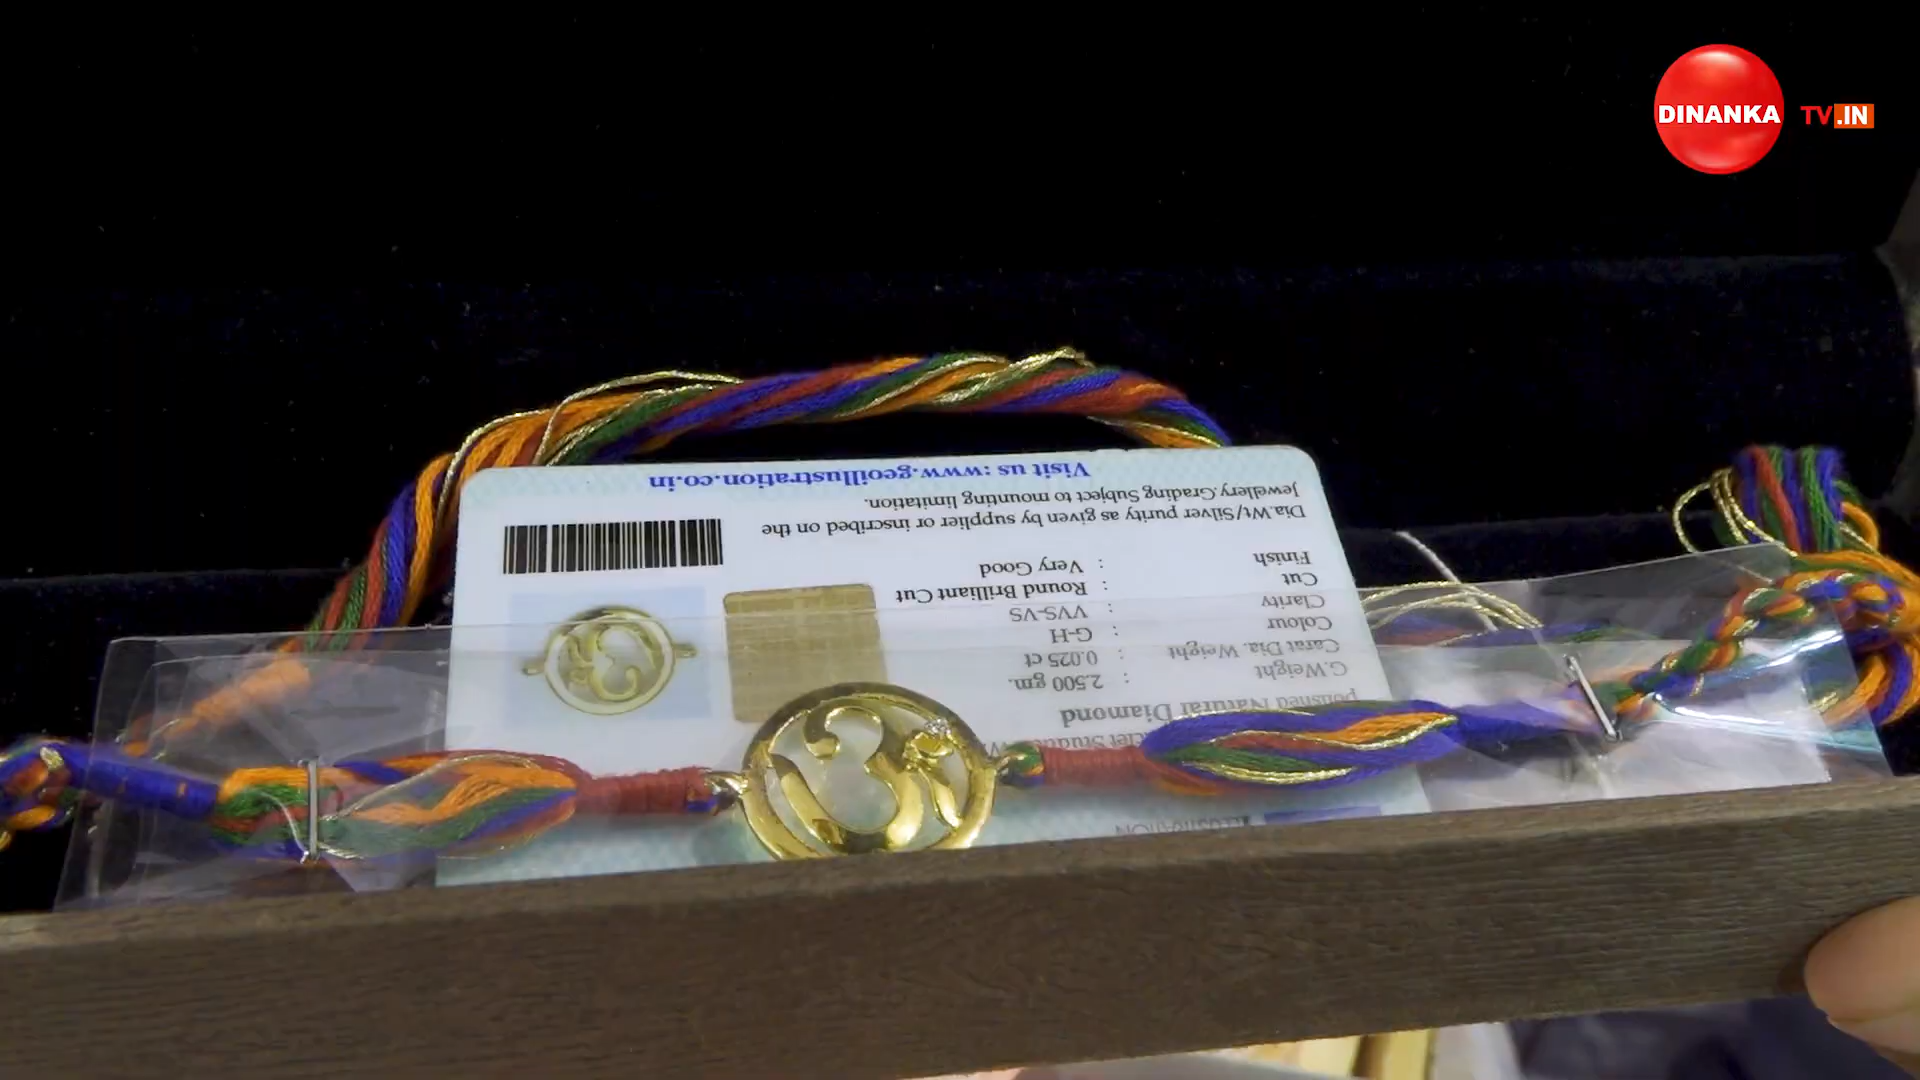 DINANKA TV.IN
polished Natural Diamond
G.Weight : 2.500 gm.
Carat Dia. Weight : 0.025 ct
Colour : G-H
Clarity : VVS-VS
Cut : Round Brilliant Cut
Finish : Very Good
Dia.Wt/Silver purity as given by supplier or inscribed on the
Jewellery.Grading Subject to mounting limitation.
Visit us :www.geoillustration.co.in